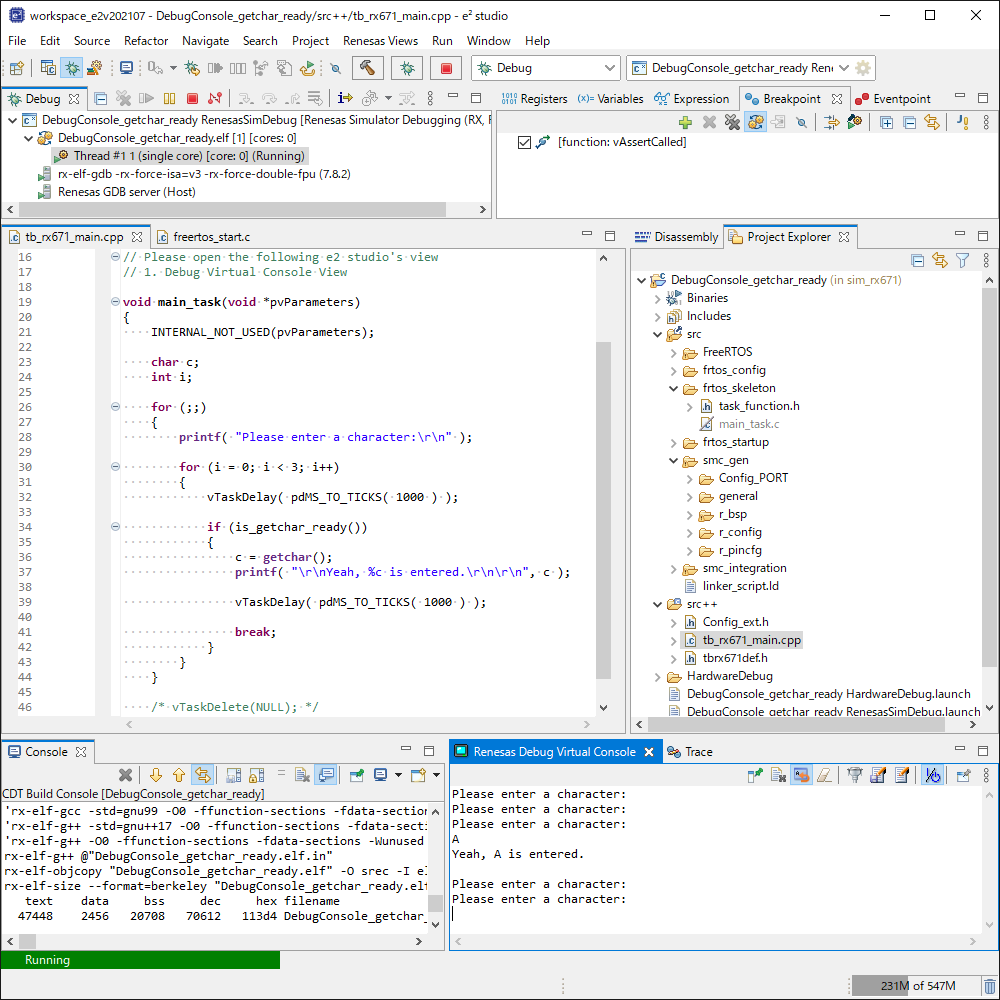 workspace_e2v202107 - DebugConsole_getchar_ready/src++/tb_rx671_main.cpp - e² studio
File Edit Source Refactor Navigate Search Project Renesas Views Run Window Help
Debug DebugConsole_getchar_ready Rene
Debug
DebugConsole_getchar_ready RenesasSimDebug [Renesas Simulator Debugging (RX, R
DebugConsole_getchar_ready.elf [1] [cores: 0]
Thread #1 1 (single core) [core: 0] (Running)
rx-elf-gdb -rx-force-isa=v3 -rx-force-double-fpu (7.8.2)
Renesas GDB server (Host)
Registers (x)= Variables Expression Breakpoint Eventpoint
[function: vAssertCalled]
tb_rx671_main.cpp freertos_start.c
16 // Please open the following e2 studio's view
17 // 1. Debug Virtual Console View
18
19 void main_task(void *pvParameters)
20 {
21 INTERNAL_NOT_USED(pvParameters);
22
23 char c;
24 int i;
25
26 for (;;)
27 {
28 printf( "Please enter a character:\r\n" );
29
30 for (i = 0; i < 3; i++)
31 {
32 vTaskDelay( pdMS_TO_TICKS( 1000 ) );
33
34 if (is_getchar_ready())
35 {
36 c = getchar();
37 printf( "\r\nYeah, %c is entered.\r\n\r\n", c );
38
39 vTaskDelay( pdMS_TO_TICKS( 1000 ) );
40
41 break;
42 }
43 }
44 }
45
46 /* vTaskDelete(NULL); */
Disassembly Project Explorer
DebugConsole_getchar_ready (in sim_rx671)
Binaries
Includes
src
FreeRTOS
frtos_config
frtos_skeleton
task_function.h
main_task.c
frtos_startup
smc_gen
Config_PORT
general
r_bsp
r_config
r_pincfg
smc_integration
linker_script.ld
src++
Config_ext.h
tb_rx671_main.cpp
tbrx671def.h
HardwareDebug
DebugConsole_getchar_ready HardwareDebug.launch
DebugConsole_getchar_ready RenesasSimDebug.launch
Console
CDT Build Console [DebugConsole_getchar_ready]
'rx-elf-gcc -std=gnu99 -O0 -ffunction-sections -fdata-section
'rx-elf-g++ -std=gnu++17 -O0 -ffunction-sections -fdata-secti
'rx-elf-g++ -O0 -ffunction-sections -fdata-sections -Wunused
rx-elf-g++ @"DebugConsole_getchar_ready.elf.in"
rx-elf-objcopy "DebugConsole_getchar_ready.elf" -O srec -I el
rx-elf-size --format=berkeley "DebugConsole_getchar_ready.elf
text data bss dec hex filename
47448 2456 20708 70612 113d4 DebugConsole_getchar_
Renesas Debug Virtual Console Trace
Please enter a character:
Please enter a character:
Please enter a character:
A
Yeah, A is entered.
Please enter a character:
Please enter a character:
Running
231M of 547M